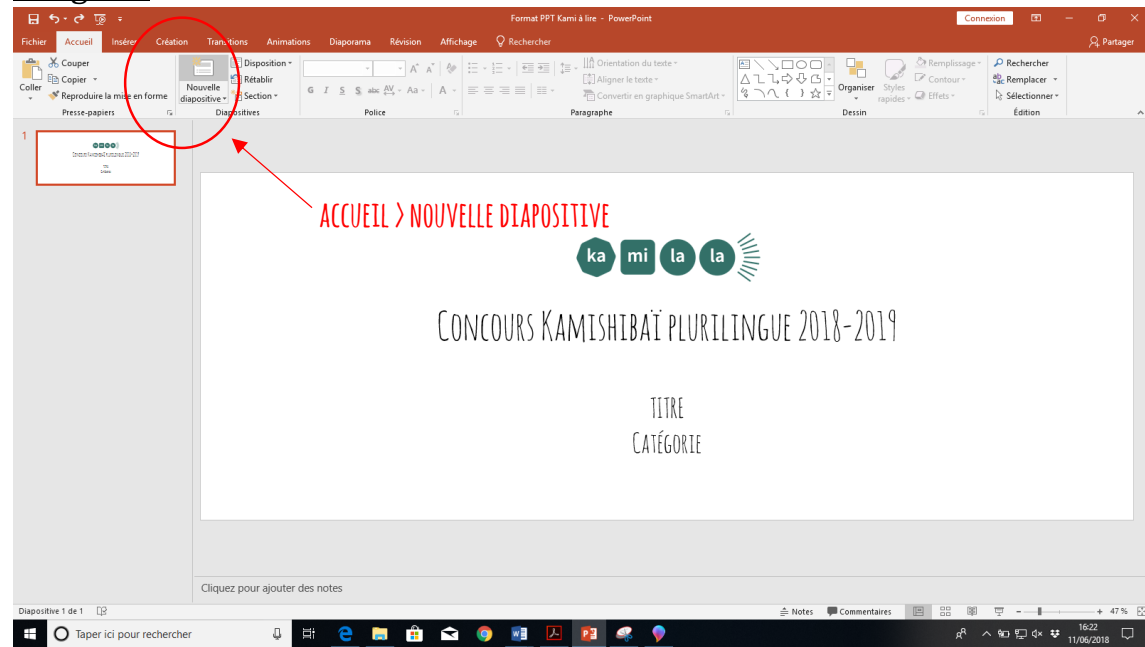 Format PPT Kami à lire - PowerPoint
Connexion
Fichier Accueil Insérer Création Transitions Animations Diaporama Révision Affichage Rechercher Partager
Coller
Couper
Copier
Reproduire la mise en forme
Presse-papiers
Nouvelle diapositive
Disposition
Rétablir
Section
Diapositives
G I S S abc AV Aa A
Police
Orientation du texte
Aligner le texte
Convertir en graphique SmartArt
Paragraphe
Organiser
Styles rapides
Remplissage
Contour
Effets
Dessin
Rechercher
Remplacer
Sélectionner
Édition
1
ACCUEIL > NOUVELLE DIAPOSITIVE
ka mi la la
Concours Kamishibaï plurilingue 2018-2019
TITRE
Catégorie
Cliquez pour ajouter des notes
Diapositive 1 de 1
Notes Commentaires 47 %
Taper ici pour rechercher
16:22
11/06/2018